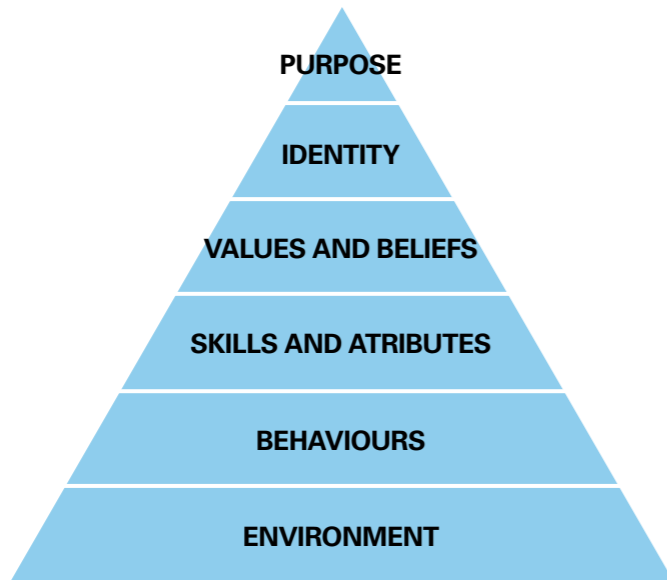 PURPOSE
IDENTITY
VALUES AND BELIEFS
SKILLS AND ATRIBUTES
BEHAVIOURS
ENVIRONMENT